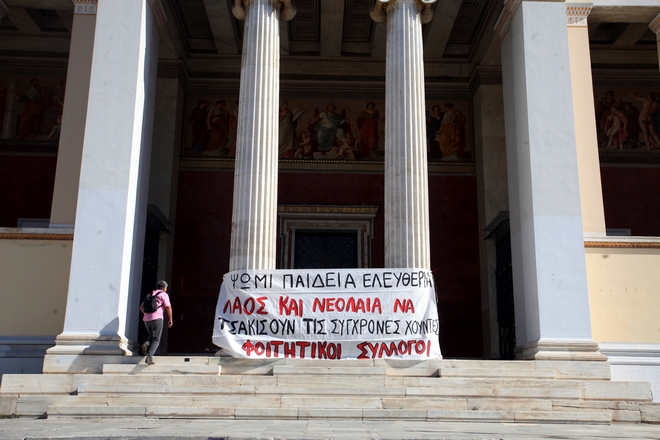 ΨΩΜΙ ΠΑΙΔΕΙΑ ΕΛΕΥΘΕΡΙΑ
ΛΑΟΣ ΚΑΙ ΝΕΟΛΑΙΑ ΝΑ
ΤΣΑΚΙΣΟΥΝ ΤΙΣ ΣΥΓΧΡΟΝΕΣ ΧΟΥΝΤΕΣ
ΦΟΙΤΗΤΙΚΟΙ ΣΥΛΛΟΓΟΙ